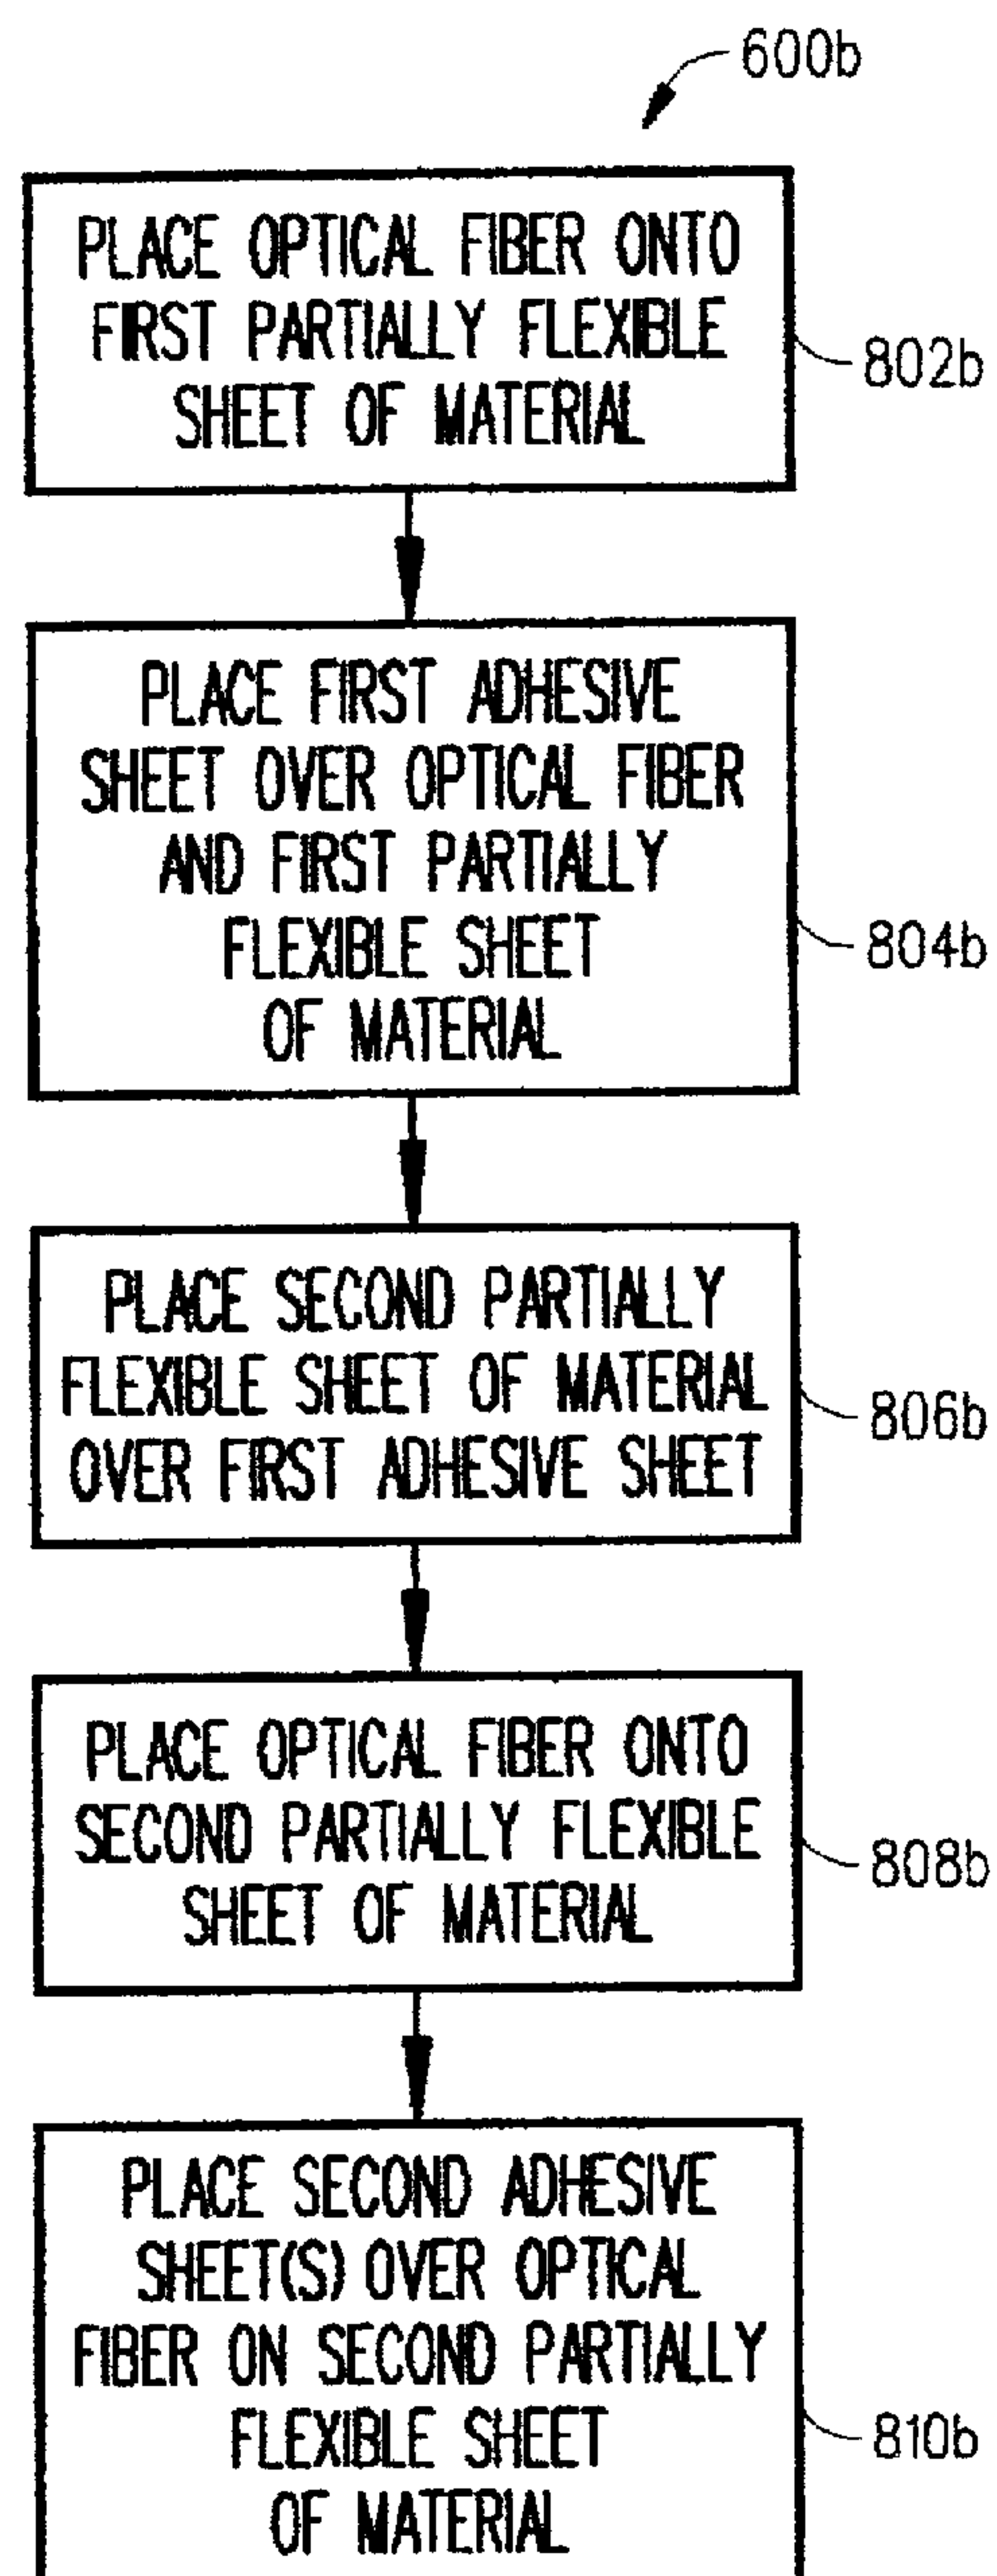 600b
PLACE OPTICAL FIBER ONTO
FIRST PARTIALLY FLEXIBLE
SHEET OF MATERIAL
802b
PLACE FIRST ADHESIVE
SHEET OVER OPTICAL FIBER
AND FIRST PARTIALLY
FLEXIBLE SHEET
OF MATERIAL
804b
PLACE SECOND PARTIALLY
FLEXIBLE SHEET OF MATERIAL
OVER FIRST ADHESIVE SHEET
806b
PLACE OPTICAL FIBER ONTO
SECOND PARTIALLY FLEXIBLE
SHEET OF MATERIAL
808b
PLACE SECOND ADHESIVE
SHEET(S) OVER OPTICAL
FIBER ON SECOND PARTIALLY
FLEXIBLE SHEET
OF MATERIAL
810b